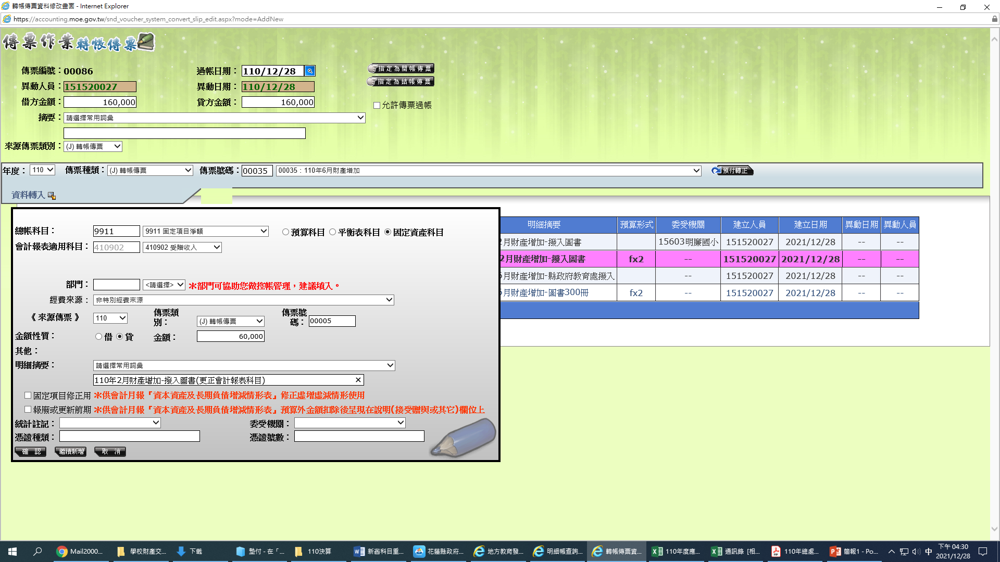 轉帳傳票資料修改畫面 - Internet Explorer
https://accounting.moe.gov.tw/snd_voucher_system_convert_slip_edit.aspx?mode=AddNew
傳票作業轉帳傳票
傳票編號：00086 過帳日期：110/12/28 指定為開帳傳票
指定為結帳傳票
異動人員：151520027 異動日期：110/12/28
借方金額：160,000 貸方金額：160,000 允許傳票過帳
摘要：請選擇常用詞彙
來源傳票類別：(J) 轉帳傳票
年度：110 傳票種類：(J) 轉帳傳票 傳票號碼：00035 00035：110年6月財產增加 預付轉正
資料轉入
總帳科目：9911 9911 固定項目淨額 預算科目 平衡表科目 固定資產科目
會計報表適用科目：410902 410902 受贈收入
部門：<請選擇> ＊部門可協助您做控帳管理，建議填入。
經費來源：非特別經費來源
《 來源傳票 》 110 傳票類別：(J) 轉帳傳票 傳票號碼：00005
金額性質：借 貸 金額：60,000
其他：
明細摘要：請選擇常用詞彙
110年2月財產增加-撥入圖書(更正會計報表科目) ×
固定項目修正用 ＊供會計月報『資本資產及長期負債增減情形表』修正虛增虛減情形使用
報廢或更新前期 ＊供會計月報『資本資產及長期負債增減情形表』預算外金額扣除後呈現在說明(接受贈與或其它)欄位上
統計註記： 委受機關：
憑證種類： 憑證號數：
確 認 繼續新增 取 消
明細摘要 預算形式 委受機關 建立人員 建立日期 異動日期 異動人員
2月財產增加-撥入圖書 15603明廉國小 151520027 2021/12/28 -- --
2月財產增加-撥入圖書 fx2 -- 151520027 2021/12/28 -- --
月財產增加-縣政府教育處撥入 -- 151520027 2021/12/28 -- --
月財產增加-圖書300冊 fx2 -- 151520027 2021/12/28 -- --
Mail2000... 學校財產交... 下載 墊付 - 在「... 110決算 新舊科目重... 花蓮縣政府... 地方教育發... 明細帳查詢... 轉帳傳票資... 110年度應... 通訊錄 [相... 110年總處... 簡報1 - Po... 中 下午 04:30
2021/12/28